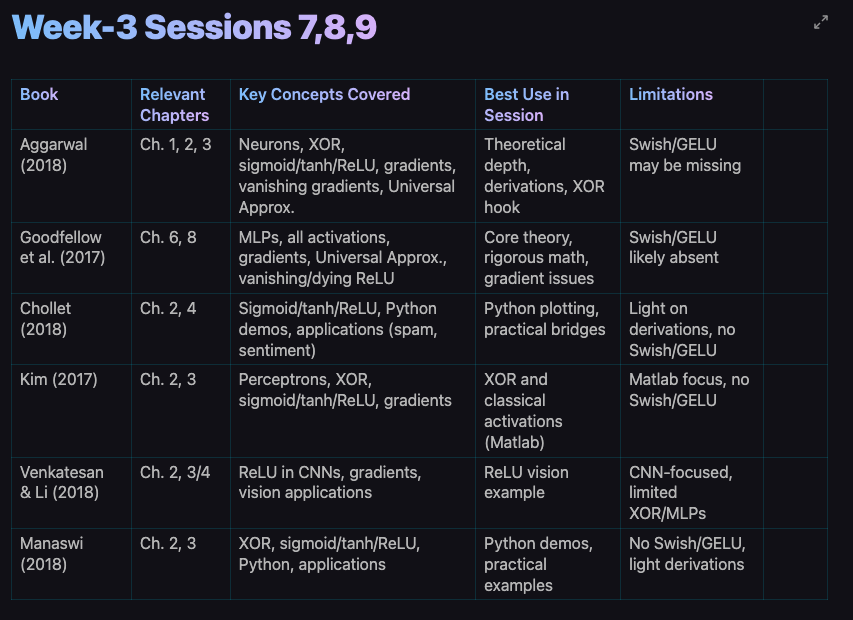 Week-3 Sessions 7,8,9
Book
Relevant
Chapters
Key Concepts Covered
Best Use in
Session
Limitations
Aggarwal
(2018)
Ch. 1, 2, 3
Neurons, XOR,
sigmoid/tanh/ReLU, gradients,
vanishing gradients, Universal
Approx.
Theoretical
depth,
derivations, XOR
hook
Swish/GELU
may be missing
Goodfellow
et al. (2017)
Ch. 6, 8
MLPs, all activations,
gradients, Universal Approx.,
vanishing/dying ReLU
Core theory,
rigorous math,
gradient issues
Swish/GELU
likely absent
Chollet
(2018)
Ch. 2, 4
Sigmoid/tanh/ReLU, Python
demos, applications (spam,
sentiment)
Python plotting,
practical bridges
Light on
derivations, no
Swish/GELU
Kim (2017)
Ch. 2, 3
Perceptrons, XOR,
sigmoid/tanh/ReLU, gradients
XOR and
classical
activations
(Matlab)
Matlab focus, no
Swish/GELU
Venkatesan
& Li (2018)
Ch. 2, 3/4
ReLU in CNNs, gradients,
vision applications
ReLU vision
example
CNN-focused,
limited
XOR/MLPs
Manaswi
(2018)
Ch. 2, 3
XOR, sigmoid/tanh/ReLU,
Python, applications
Python demos,
practical
examples
No Swish/GELU,
light derivations